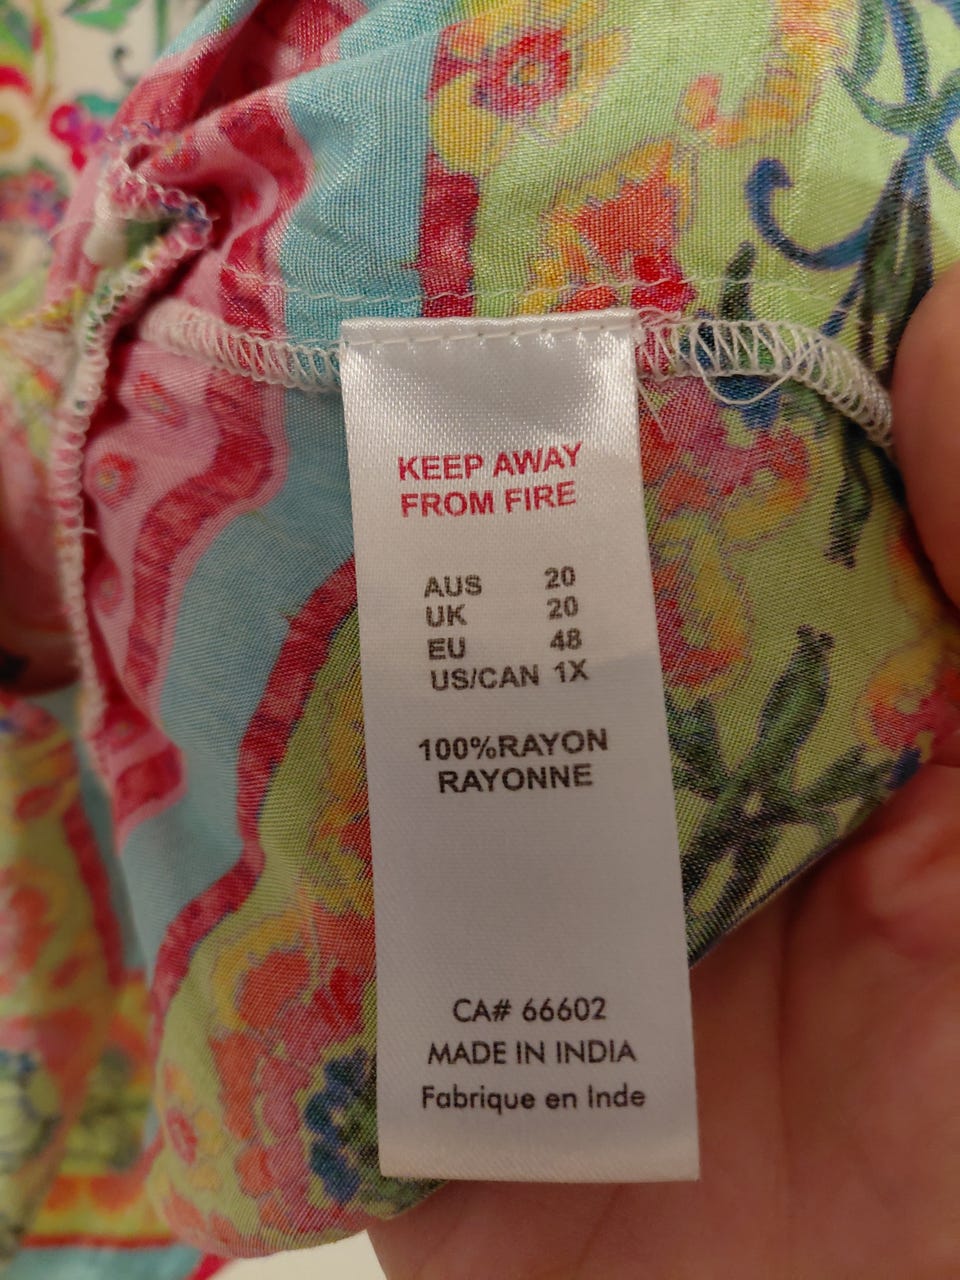 KEEP AWAY
FROM FIRE
AUS 20
UK 20
EU 48
US/CAN 1X
100%RAYON
RAYONNE
CA# 66602
MADE IN INDIA
Fabrique en Inde